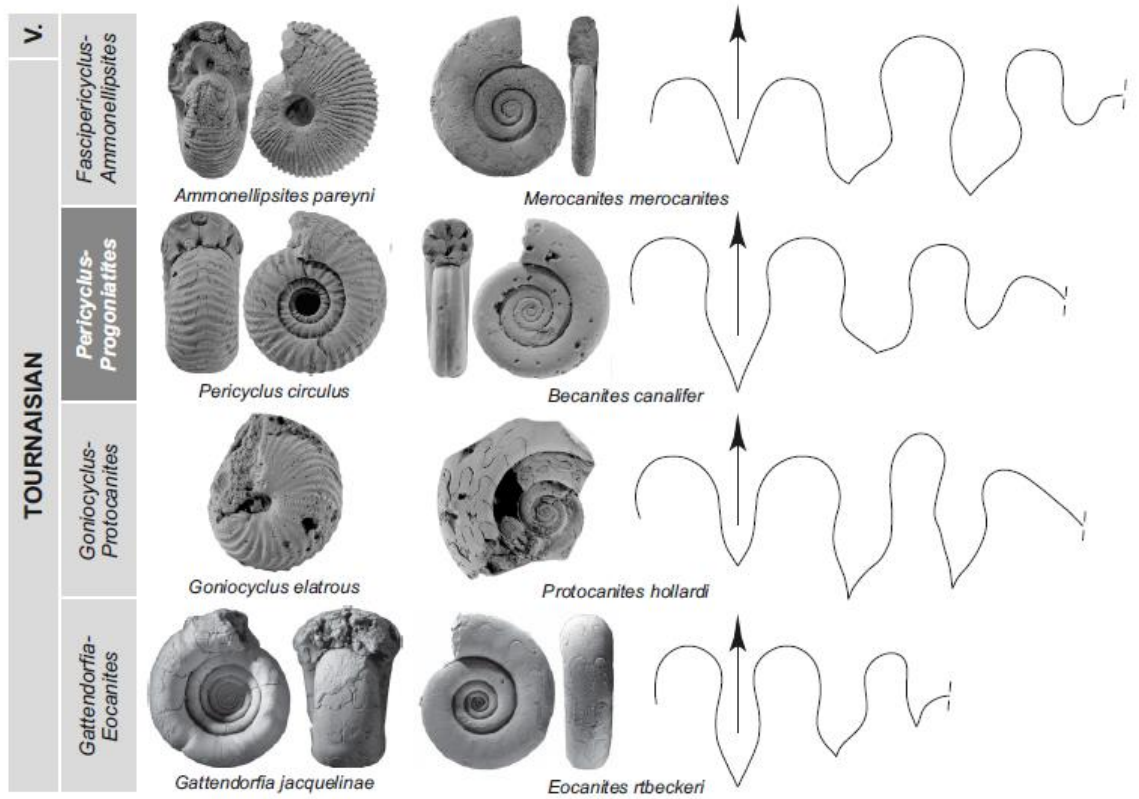 V.
TOURNAISIAN
Fascipericyclus-
Ammonellipsites
Ammonellipsites pareyni
Merocanites merocanites
Pericyclus-
Progoniatites
Pericyclus circulus
Becanites canalifer
Goniocyclus-
Protocanites
Goniocyclus elatrous
Protocanites hollardi
Gattendorfia-
Eocanites
Gattendorfia jacquelinae
Eocanites rtbeckeri